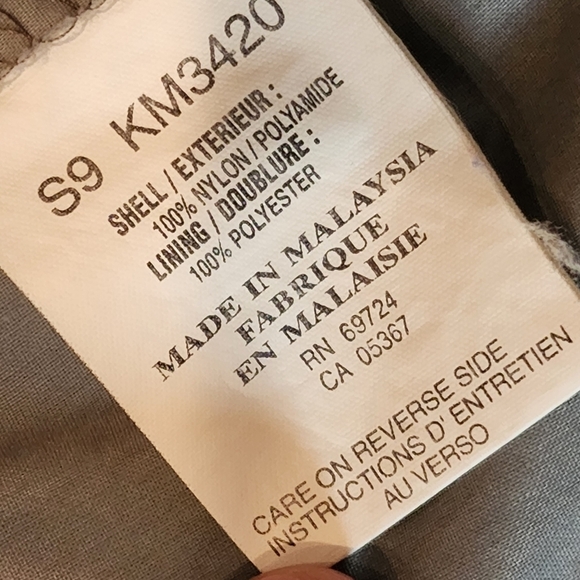 S9 KM3420
SHELL / EXTERIEUR :
100% NYLON / POLYAMIDE
LINING / DOUBLURE :
100% POLYESTER
MADE IN MALAYSIA
FABRIQUE
EN MALAISIE
RN 69724
CA 05367
CARE ON REVERSE SIDE
INSTRUCTIONS D' ENTRETIEN
AU VERSO